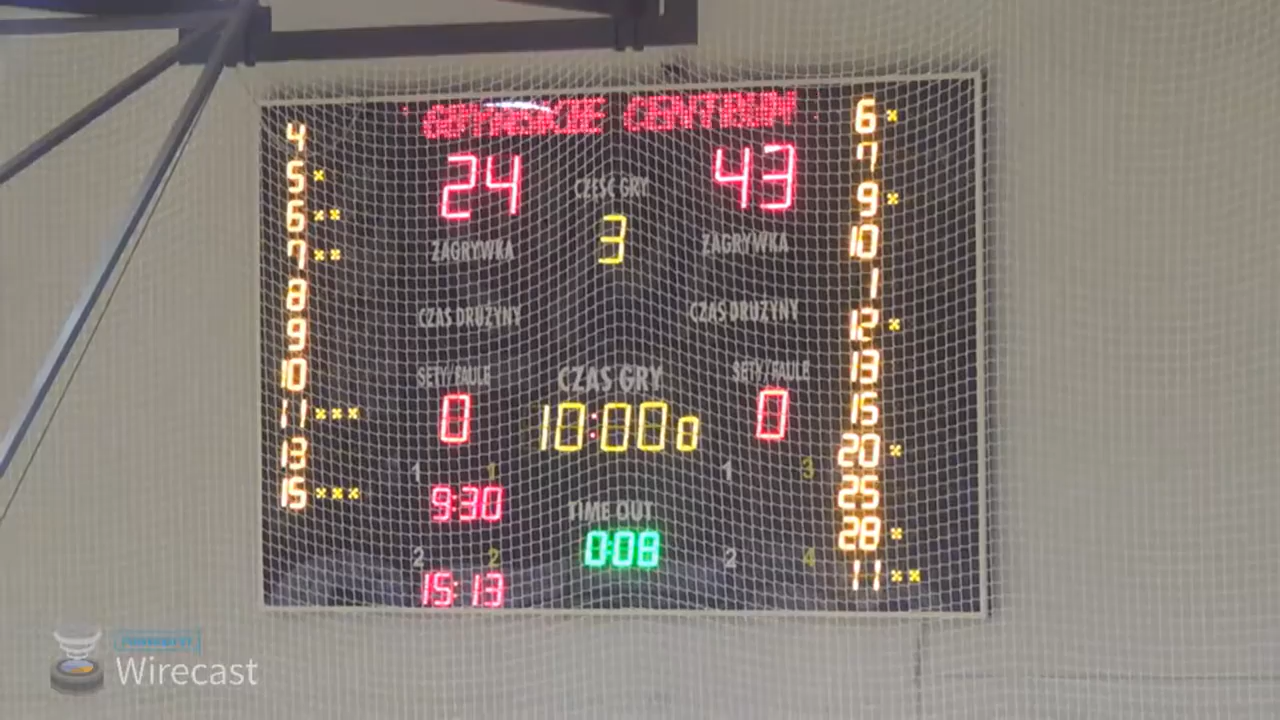 GDYŃSKIE CENTRUM
24 CZĘŚĆ GRY 43
3
ZAGRYWKA ZAGRYWKA
CZAS DRUŻYNY CZAS DRUŻYNY
SETY/FAULE CZAS GRY SETY/FAULE
0 10:00 0 0
1 1 1 3
9:30 TIME OUT
2 2 0:08 2 4
15:13
4
5 *
6 * *
7 * *
8
9
10
11 * * *
13
15 * * *
6 *
7
9 *
10
1
12 *
13
15
20 *
25
28 *
11 * *
Wirecast